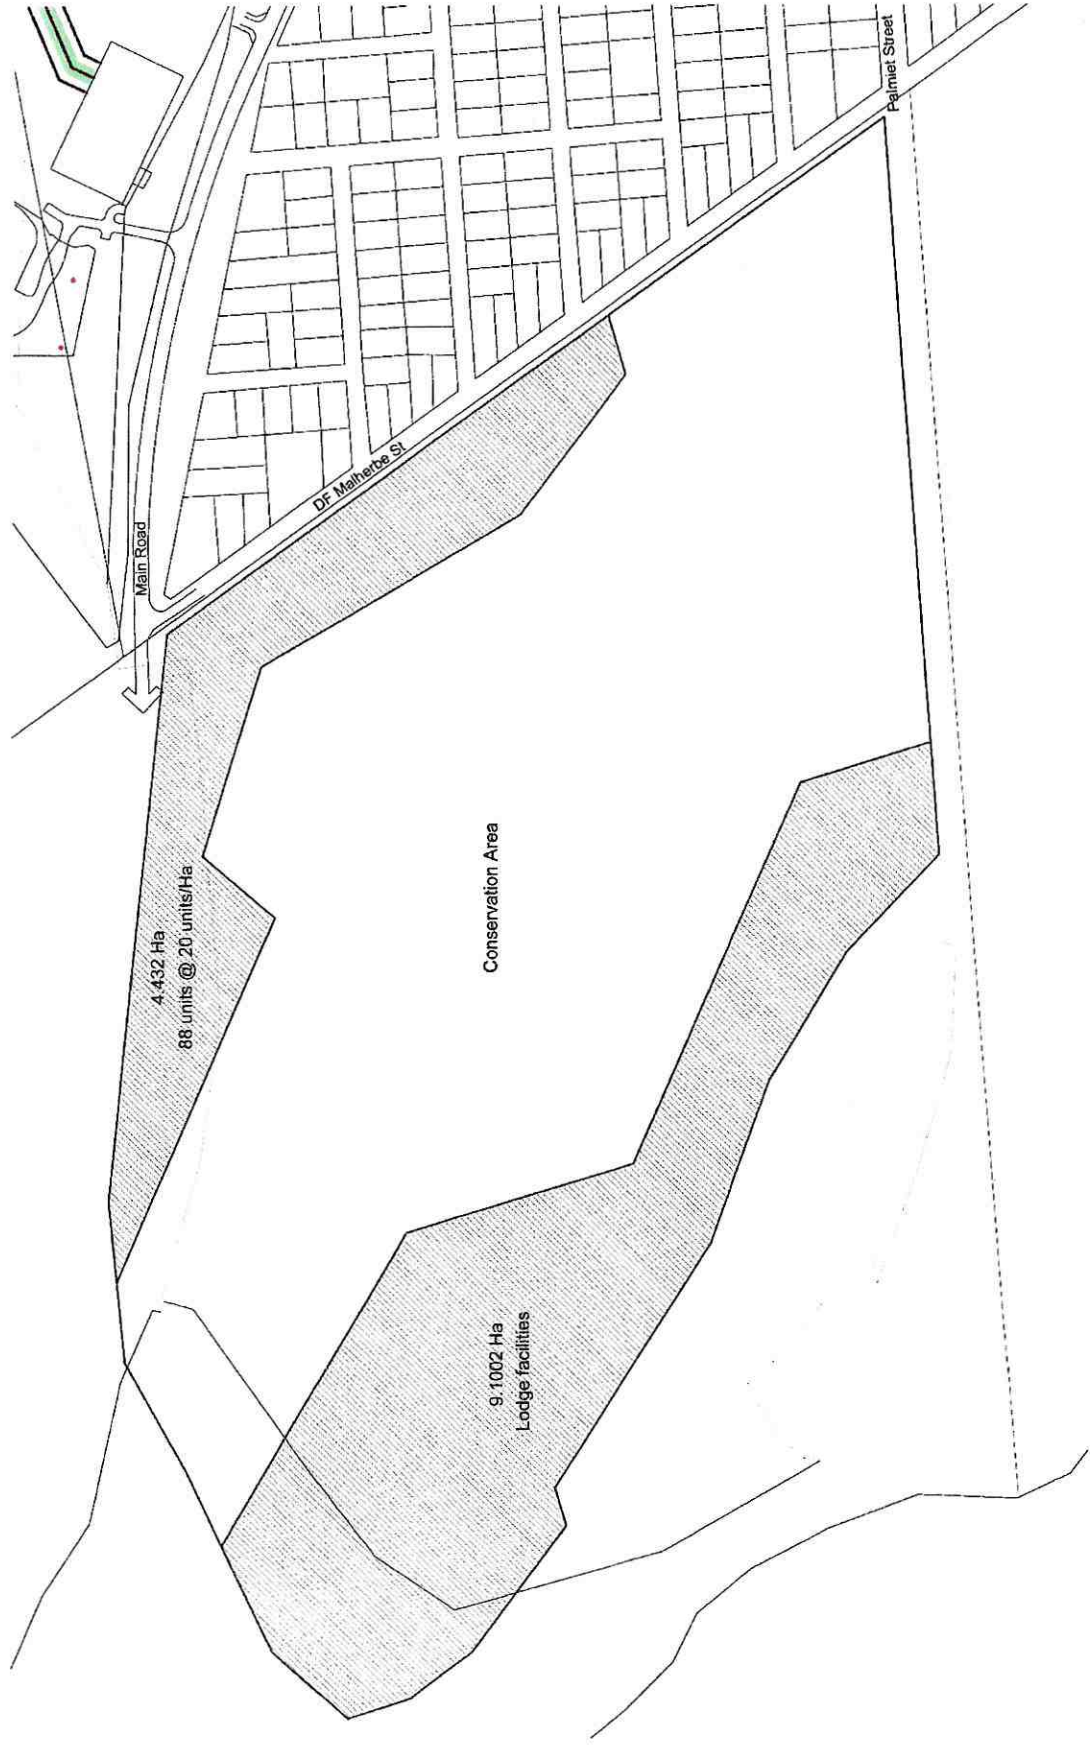 Palmiet Street
DF Malherbe St
Main Road
4.432 Ha
88 units @ 20 units/Ha
Conservation Area
9.1002 Ha
Lodge facilities